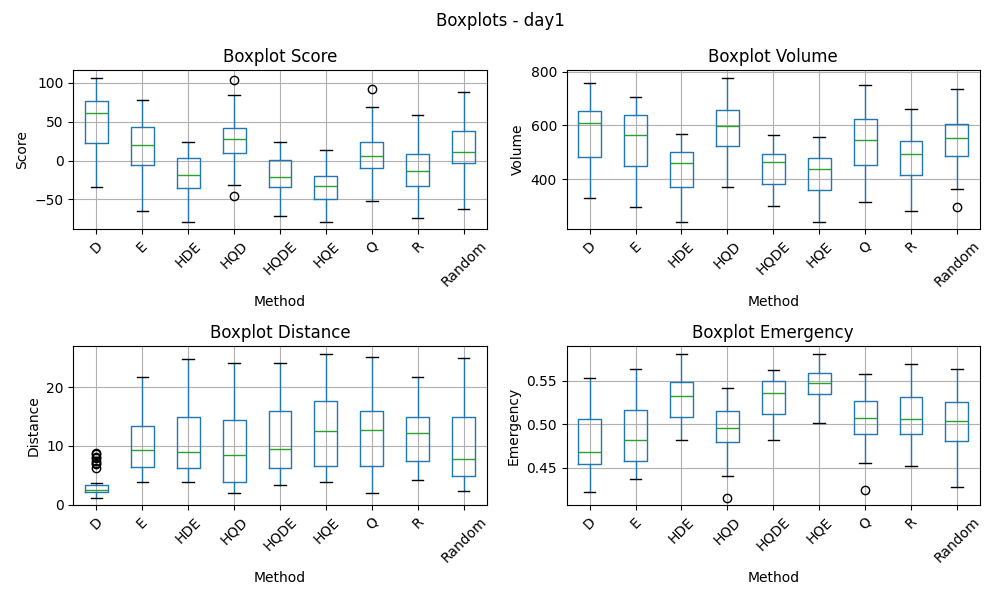 Boxplots - day1
Boxplot Score
Score
100
50
0
−50
D E HDE HQD HQDE HQE Q R Random
Method
Boxplot Volume
Volume
800
600
400
D E HDE HQD HQDE HQE Q R Random
Method
Boxplot Distance
Distance
20
10
0
D E HDE HQD HQDE HQE Q R Random
Method
Boxplot Emergency
Emergency
0.55
0.50
0.45
D E HDE HQD HQDE HQE Q R Random
Method